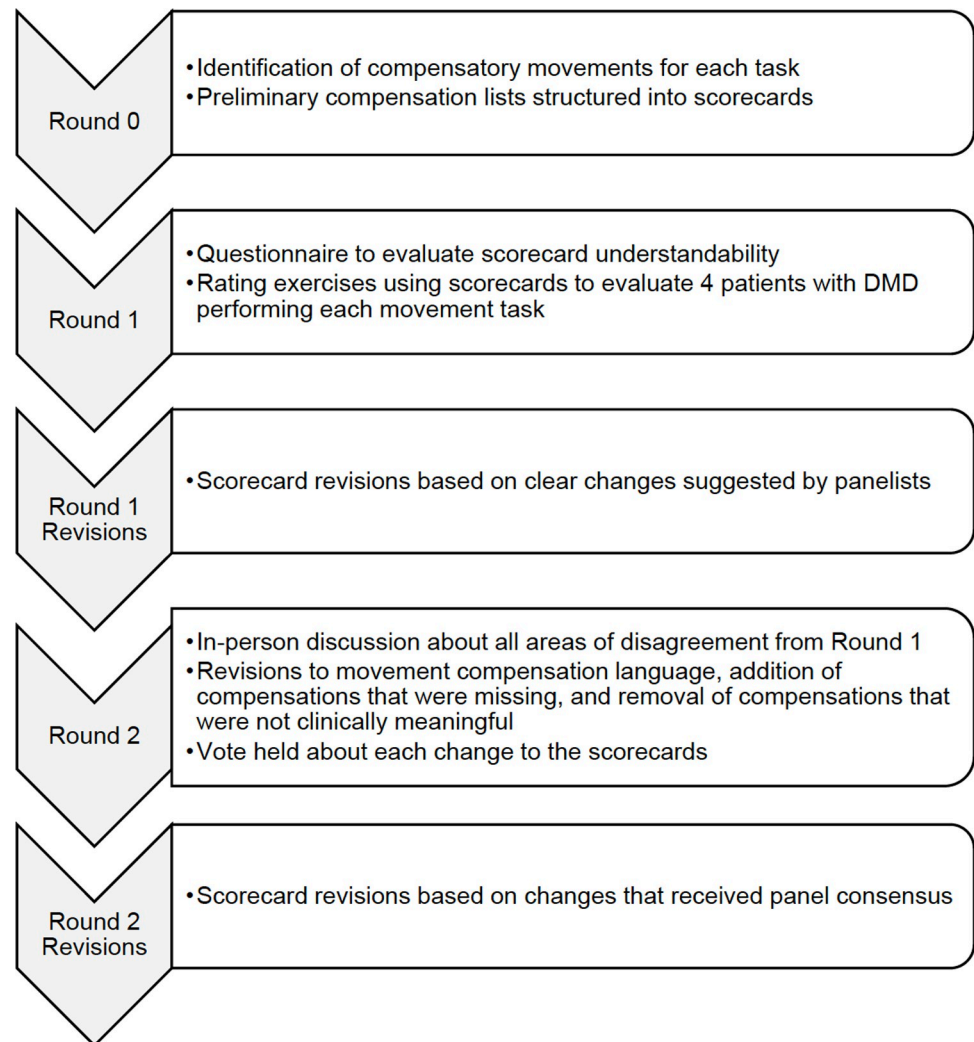 Round 0
•Identification of compensatory movements for each task
•Preliminary compensation lists structured into scorecards
Round 1
•Questionnaire to evaluate scorecard understandability
•Rating exercises using scorecards to evaluate 4 patients with DMD
performing each movement task
Round 1
Revisions
•Scorecard revisions based on clear changes suggested by panelists
Round 2
•In-person discussion about all areas of disagreement from Round 1
•Revisions to movement compensation language, addition of
compensations that were missing, and removal of compensations that
were not clinically meaningful
•Vote held about each change to the scorecards
Round 2
Revisions
•Scorecard revisions based on changes that received panel consensus